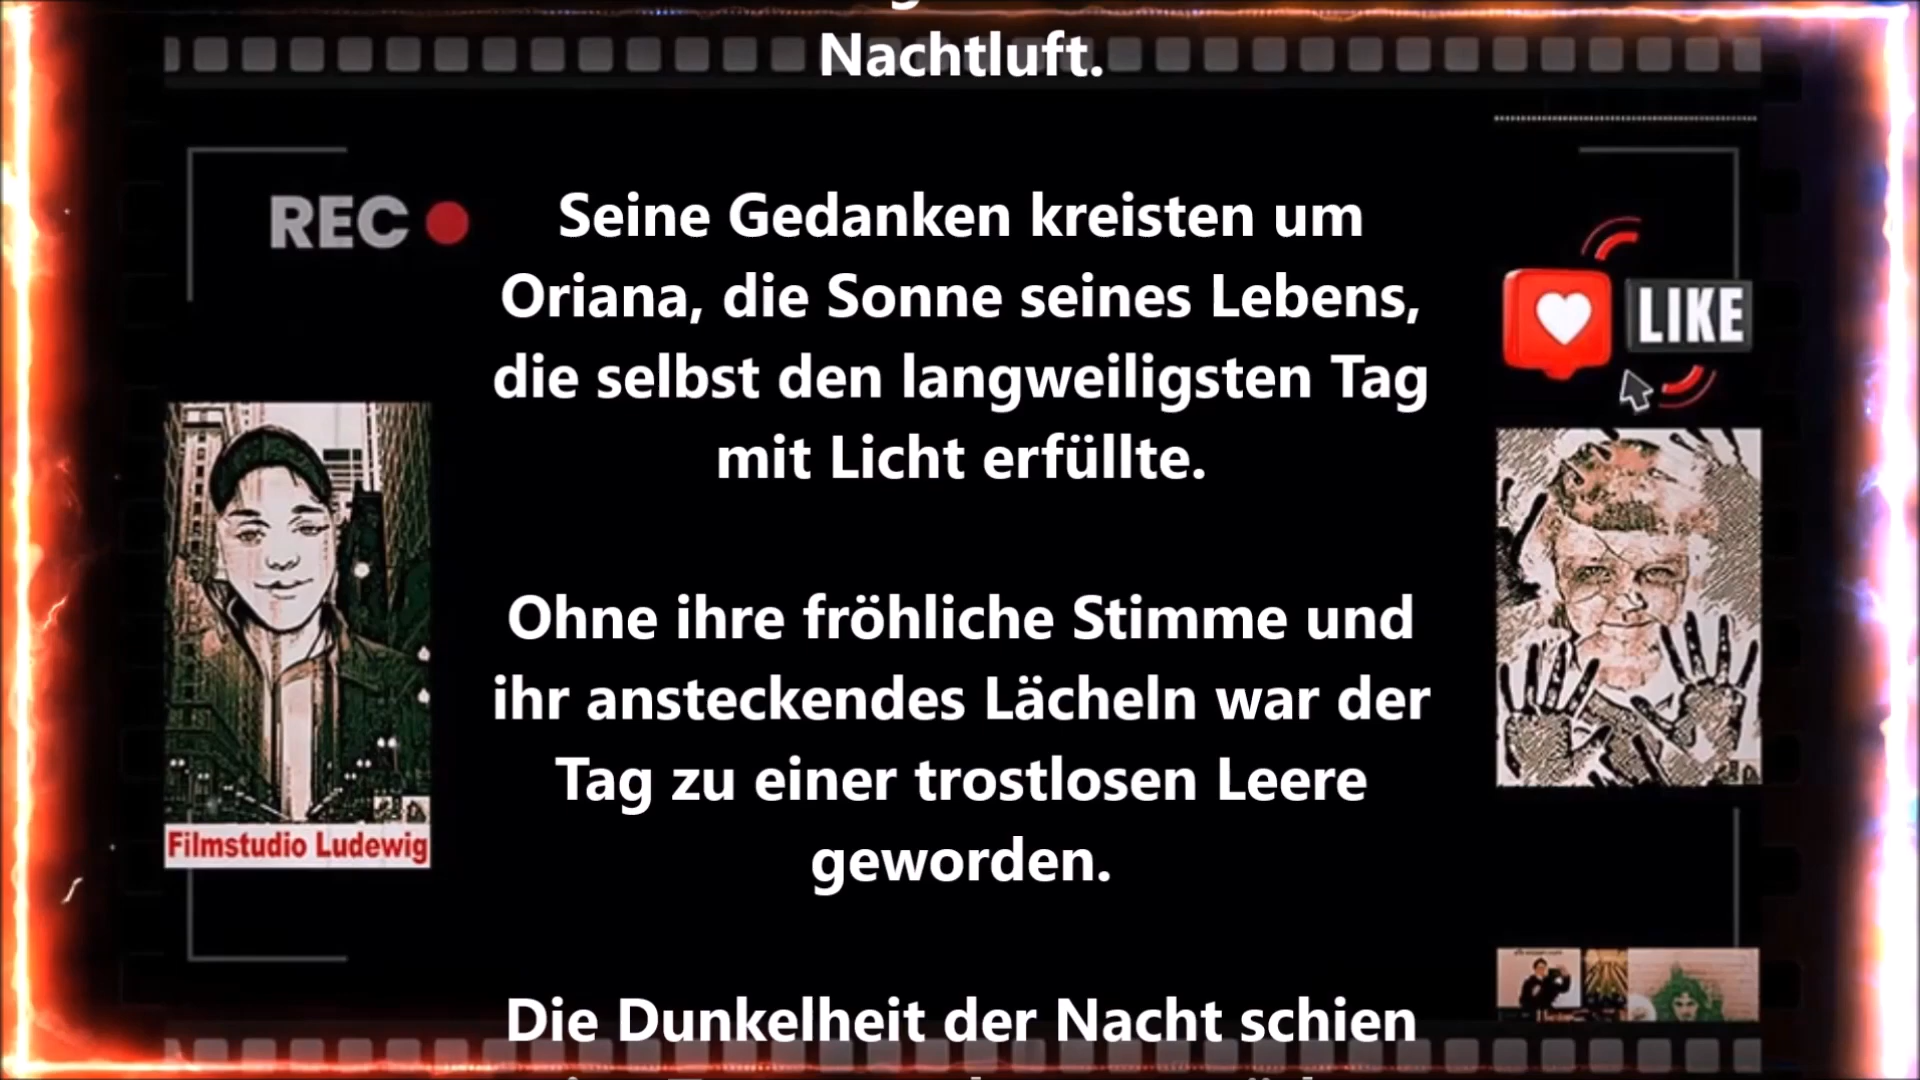 Nachtluft.
REC
Seine Gedanken kreisten um
Oriana, die Sonne seines Lebens,
die selbst den langweiligsten Tag
mit Licht erfüllte.
LIKE
Ohne ihre fröhliche Stimme und
ihr ansteckendes Lächeln war der
Tag zu einer trostlosen Leere
geworden.
Filmstudio Ludewig
Die Dunkelheit der Nacht schien